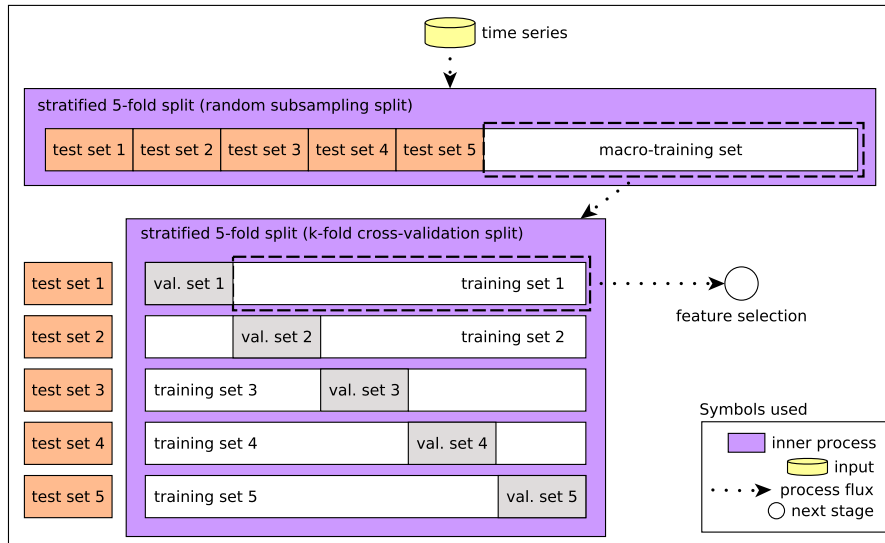 time series
stratified 5-fold split (random subsampling split)
test set 1 test set 2 test set 3 test set 4 test set 5 macro-training set
stratified 5-fold split (k-fold cross-validation split)
test set 1 val. set 1 training set 1
feature selection
test set 2 val. set 2 training set 2
test set 3 training set 3 val. set 3
test set 4 training set 4 val. set 4
test set 5 training set 5 val. set 5
Symbols used
inner process
input
process flux
next stage